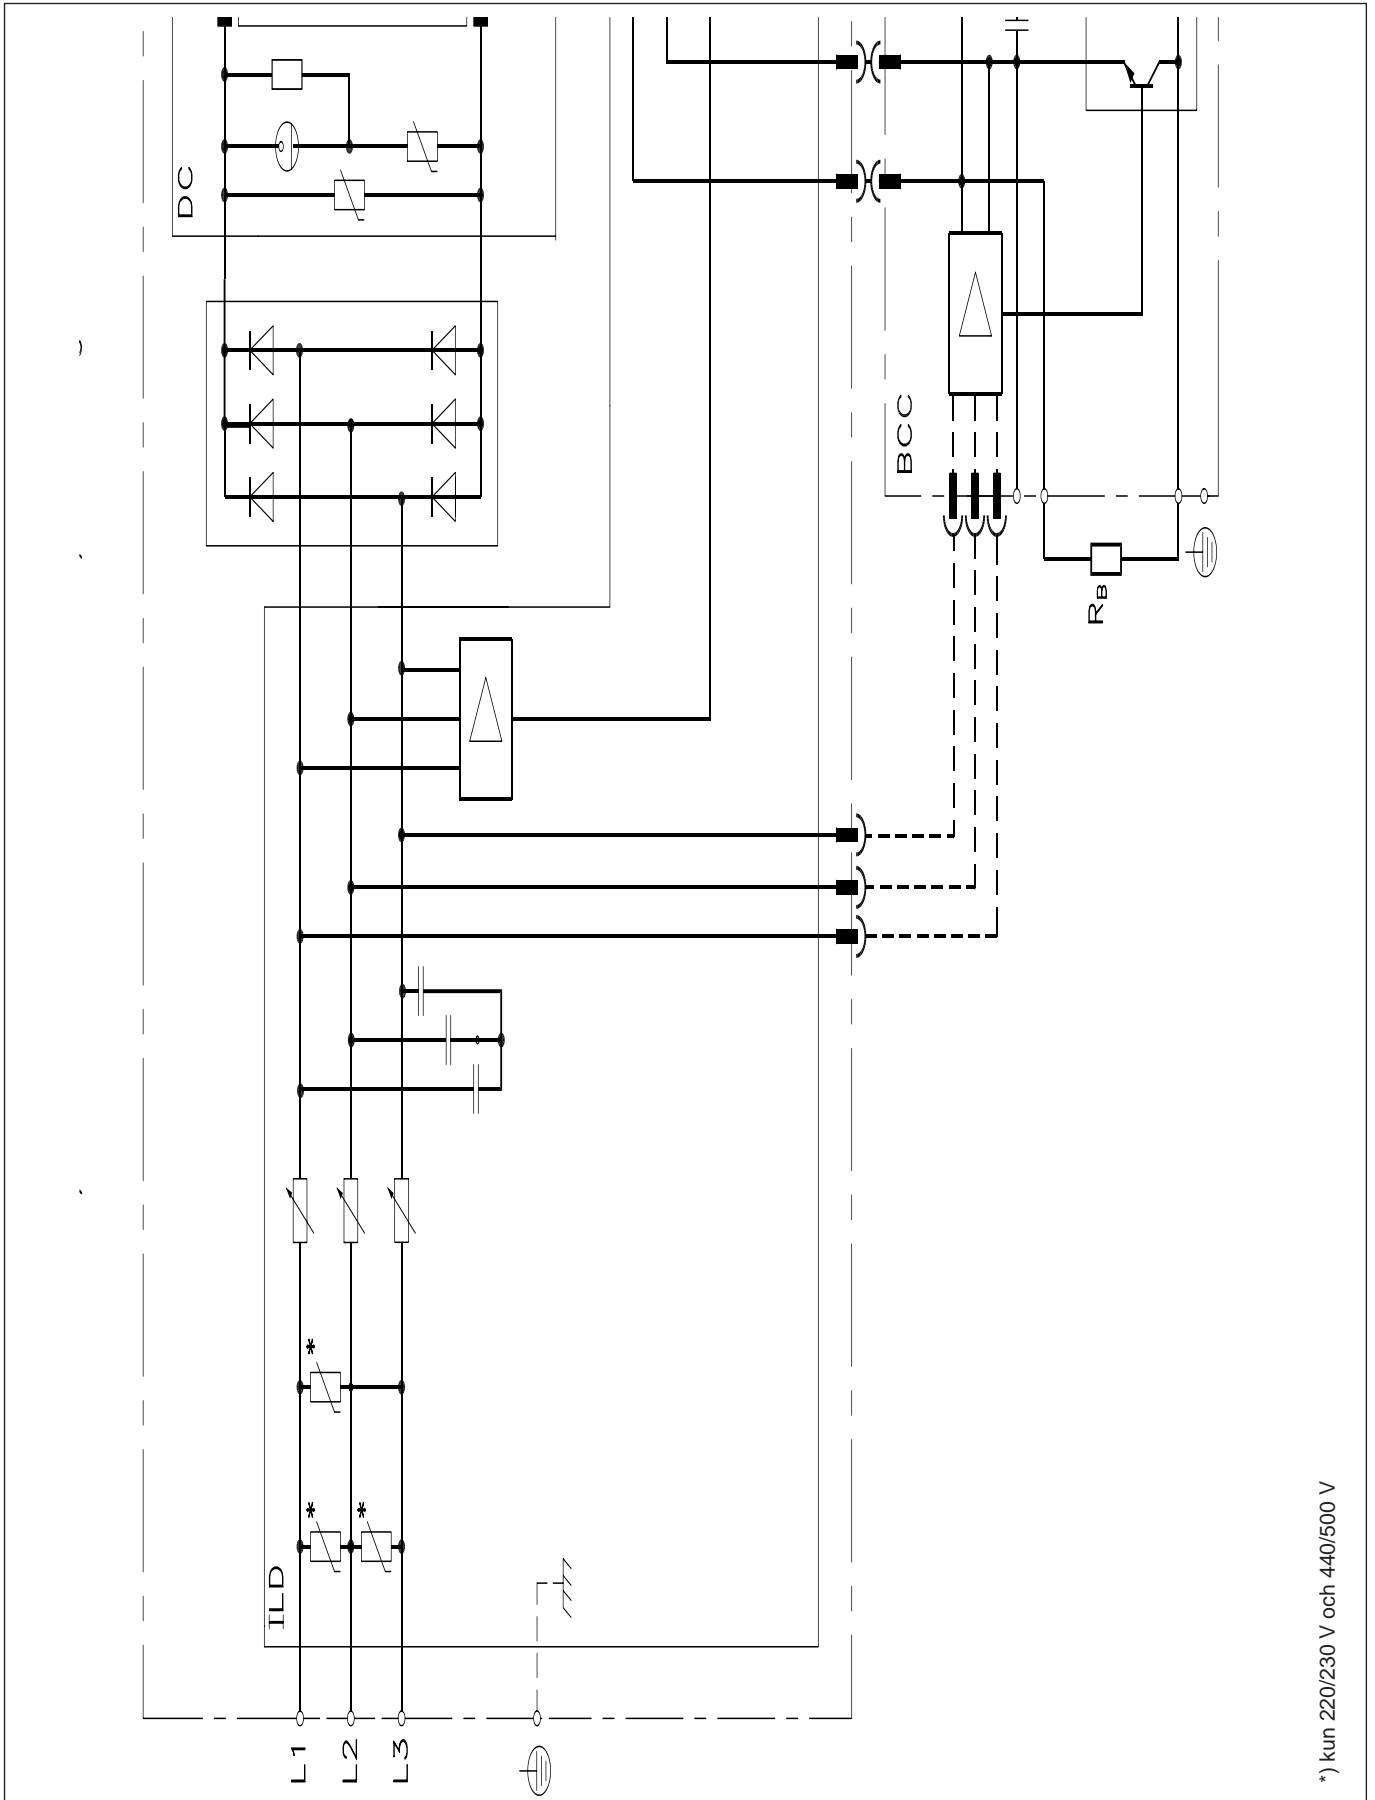 DC
BCC
RB
ILD
*
*
*
L1
L2
L3
*) kun 220/230 V och 440/500 V